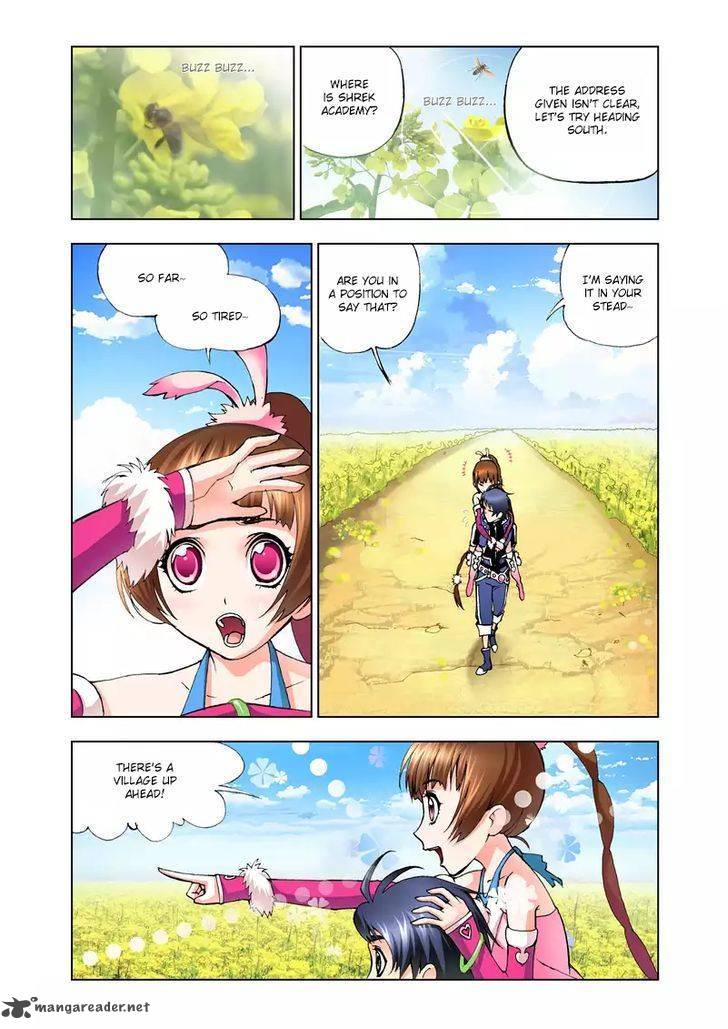 BUZZ BUZZ...
WHERE
IS SHREK
ACADEMY?
BUZZ BUZZ...
THE ADDRESS
GIVEN ISN'T CLEAR,
LET'S TRY HEADING
SOUTH.
SO FAR~
SO TIRED~
ARE YOU IN
A POSITION TO
SAY THAT?
I'M SAYING
IT IN YOUR
STEAD~
THERE'S A
VILLAGE UP
AHEAD!
mangareader.net